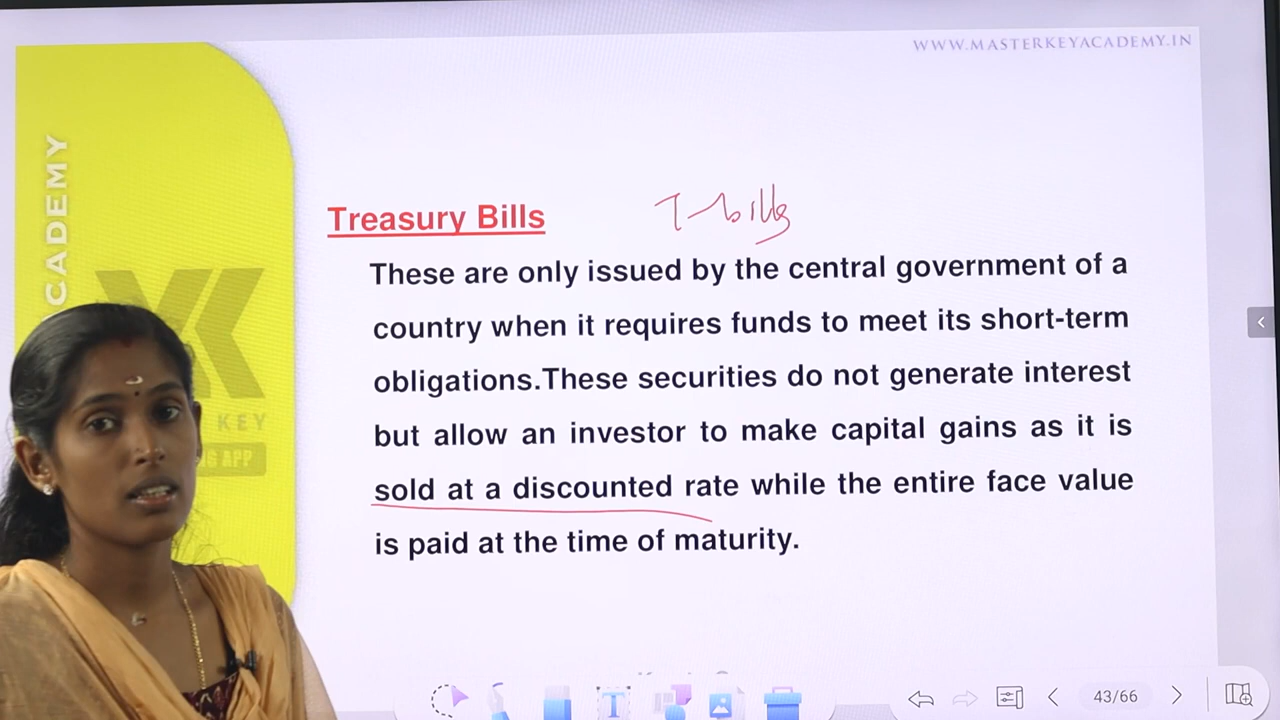 WWW.MASTERKEYACADEMY.IN
CADEMY
KEY
G APP
Treasury Bills
T-bills
These are only issued by the central government of a
country when it requires funds to meet its short-term
obligations.These securities do not generate interest
but allow an investor to make capital gains as it is
sold at a discounted rate while the entire face value
is paid at the time of maturity.
T
43/66